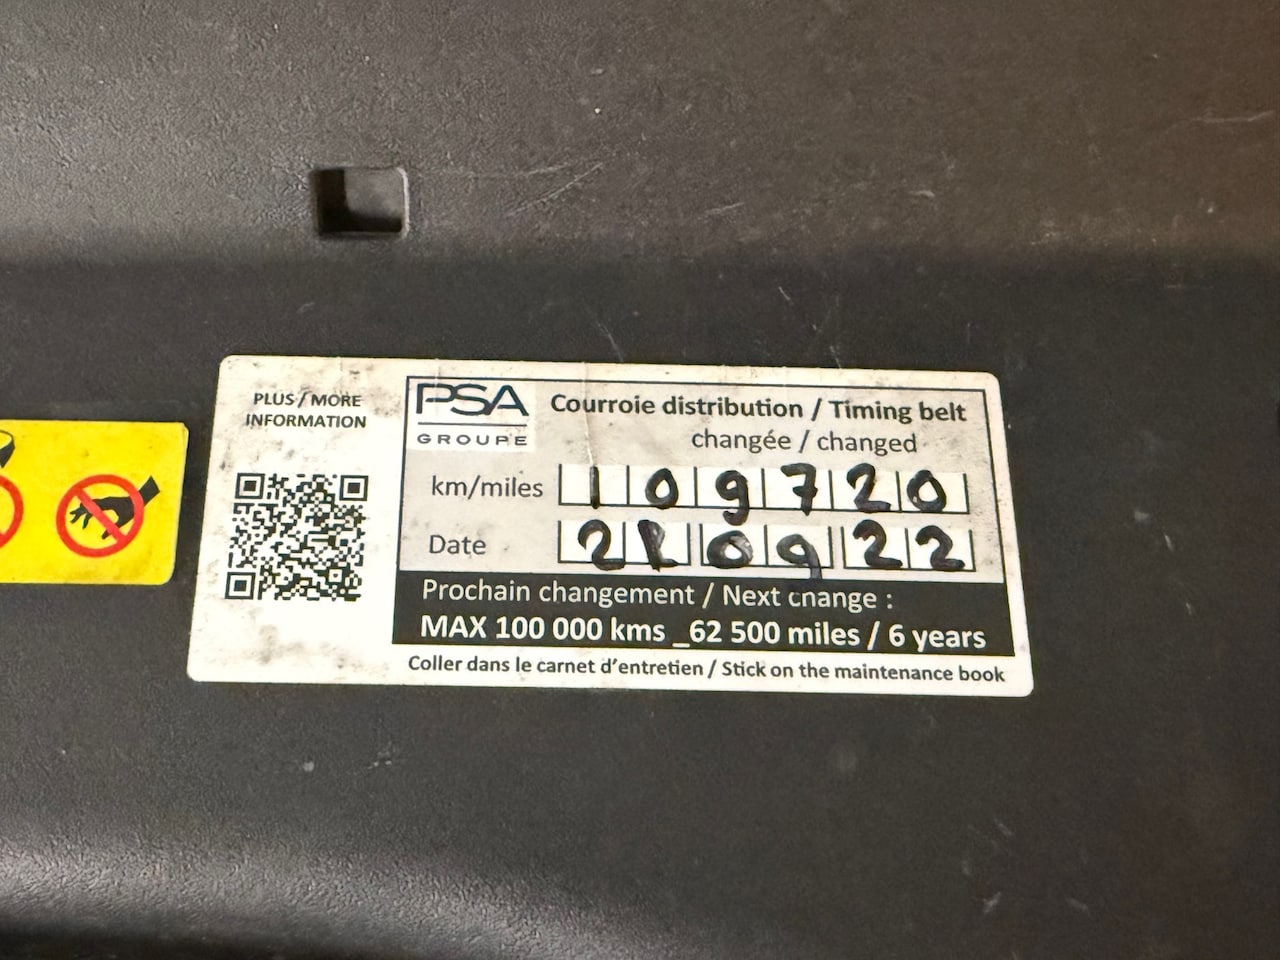 PLUS / MORE
INFORMATION
PSA
GROUPE
Courroie distribution / Timing belt
changée / changed
km/miles 109720
Date 210922
Prochain changement / Next change :
MAX 100 000 kms _62 500 miles / 6 years
Coller dans le carnet d'entretien / Stick on the maintenance book